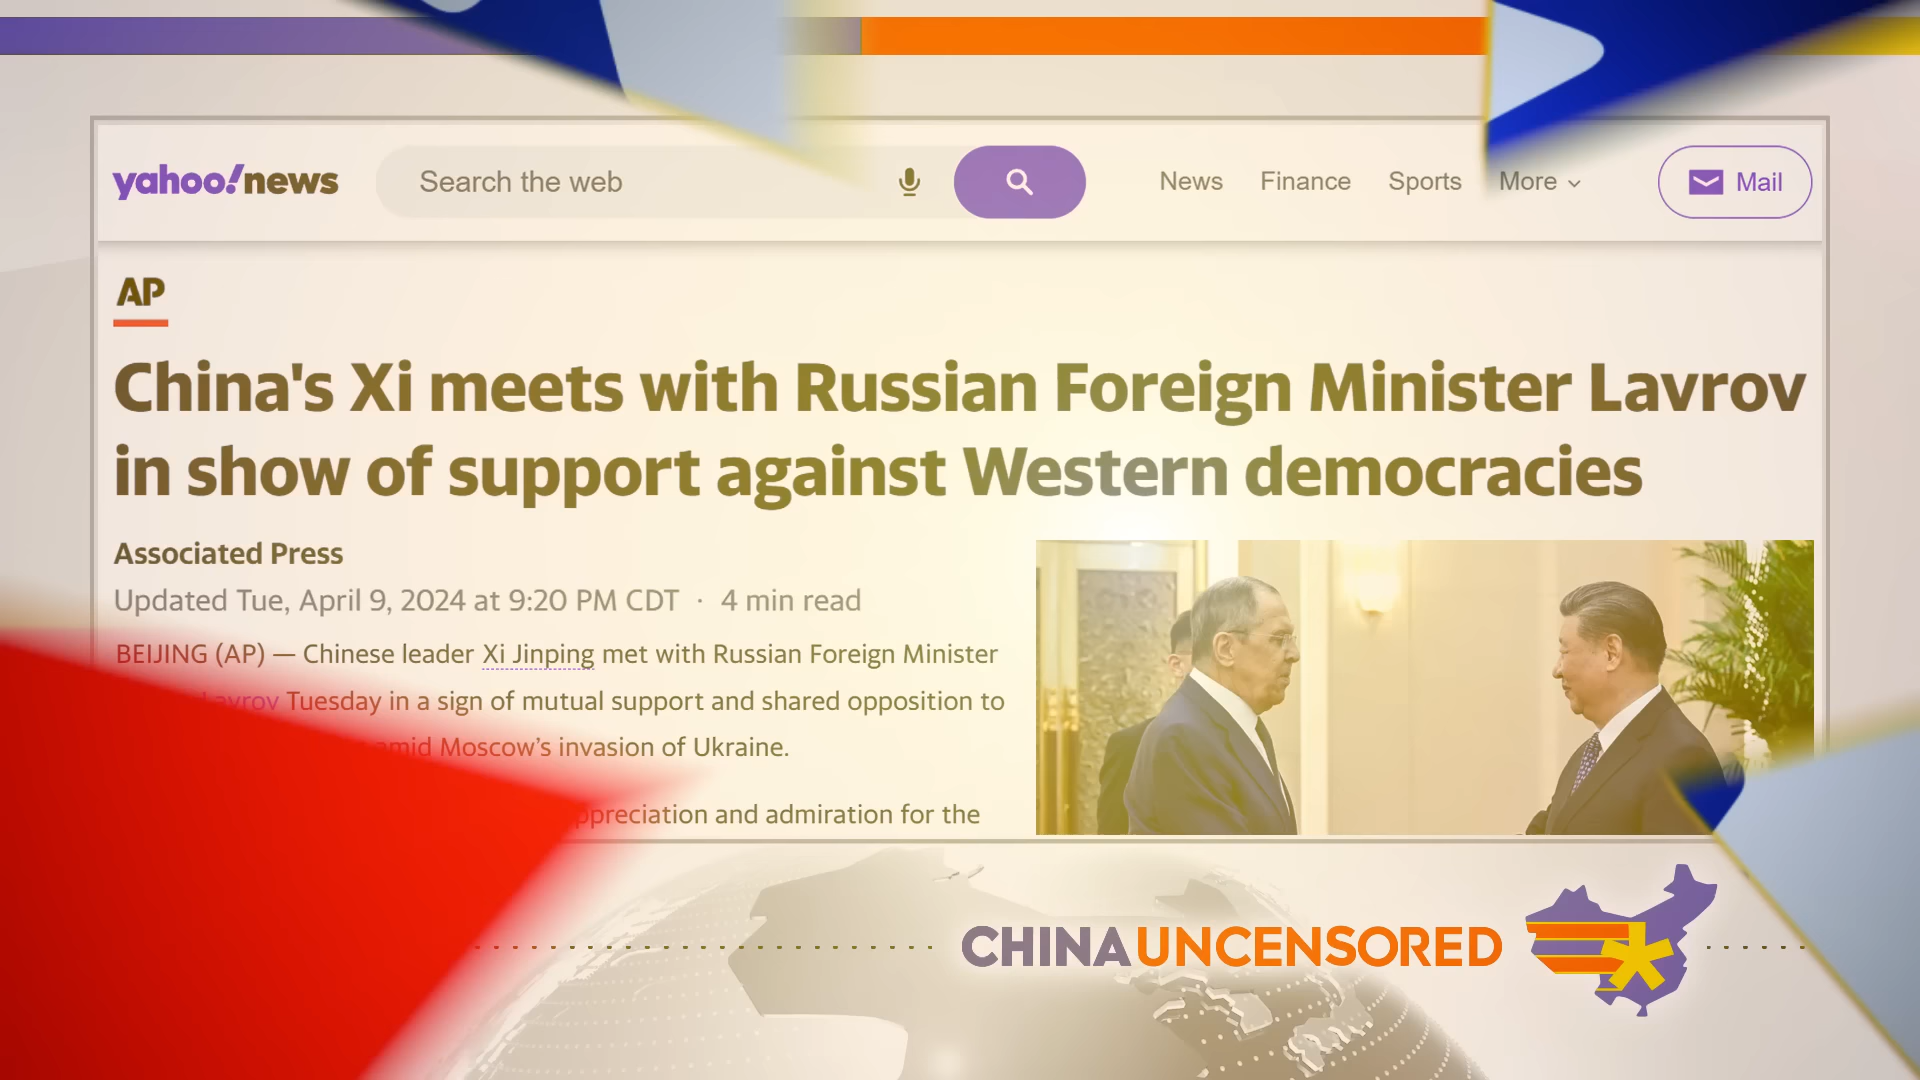 yahoo!news
Search the web
News Finance Sports More
Mail
AP
China's Xi meets with Russian Foreign Minister Lavrov
in show of support against Western democracies
Associated Press
Updated Tue, April 9, 2024 at 9:20 PM CDT · 4 min read
BEIJING (AP) — Chinese leader Xi Jinping met with Russian Foreign Minister
Lavrov Tuesday in a sign of mutual support and shared opposition to
amid Moscow's invasion of Ukraine.
appreciation and admiration for the
CHINA UNCENSORED